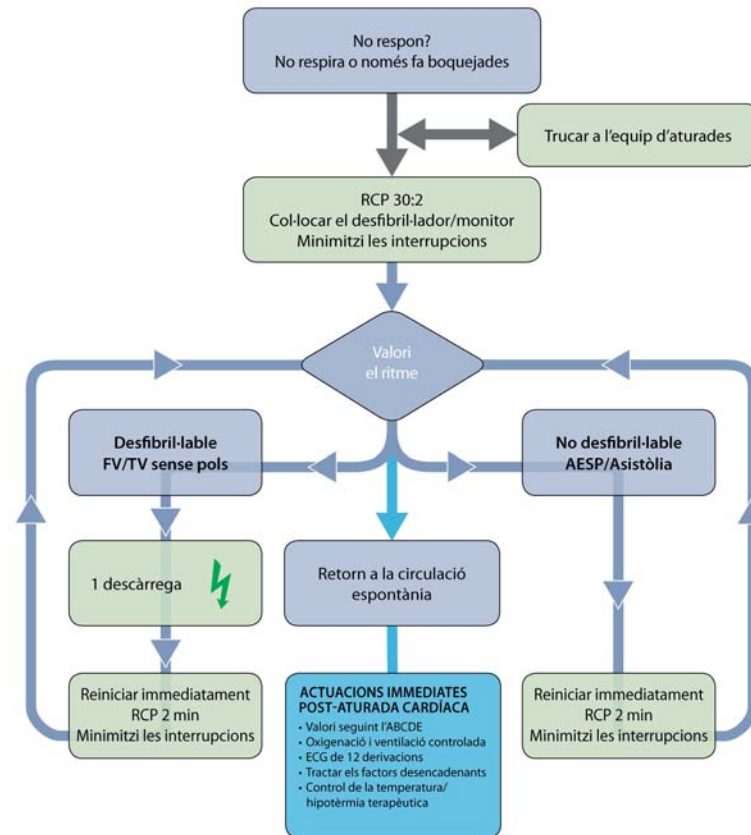 No respon?
No respira o només fa boquejades
Trucar a l'equip d'aturades
RCP 30:2
Col·locar el desfibril·lador/monitor
Minimitzi les interrupcions
Valori
el ritme
Desfibril·lable
FV/TV sense pols
No desfibril·lable
AESP/Asistòlia
1 descàrrega
Retorn a la circulació
espontània
Reiniciar immediatament
RCP 2 min
Minimitzi les interrupcions
ACTUACIONS IMMEDIATES
POST-ATURADA CARDÍACA
• Valori seguint l'ABCDE
• Oxigenació i ventilació controlada
• ECG de 12 derivacions
• Tractar els factors desencadenants
• Control de la temperatura/
hipotèrmia terapèutica
Reiniciar immediatament
RCP 2 min
Minimitzi les interrupcions